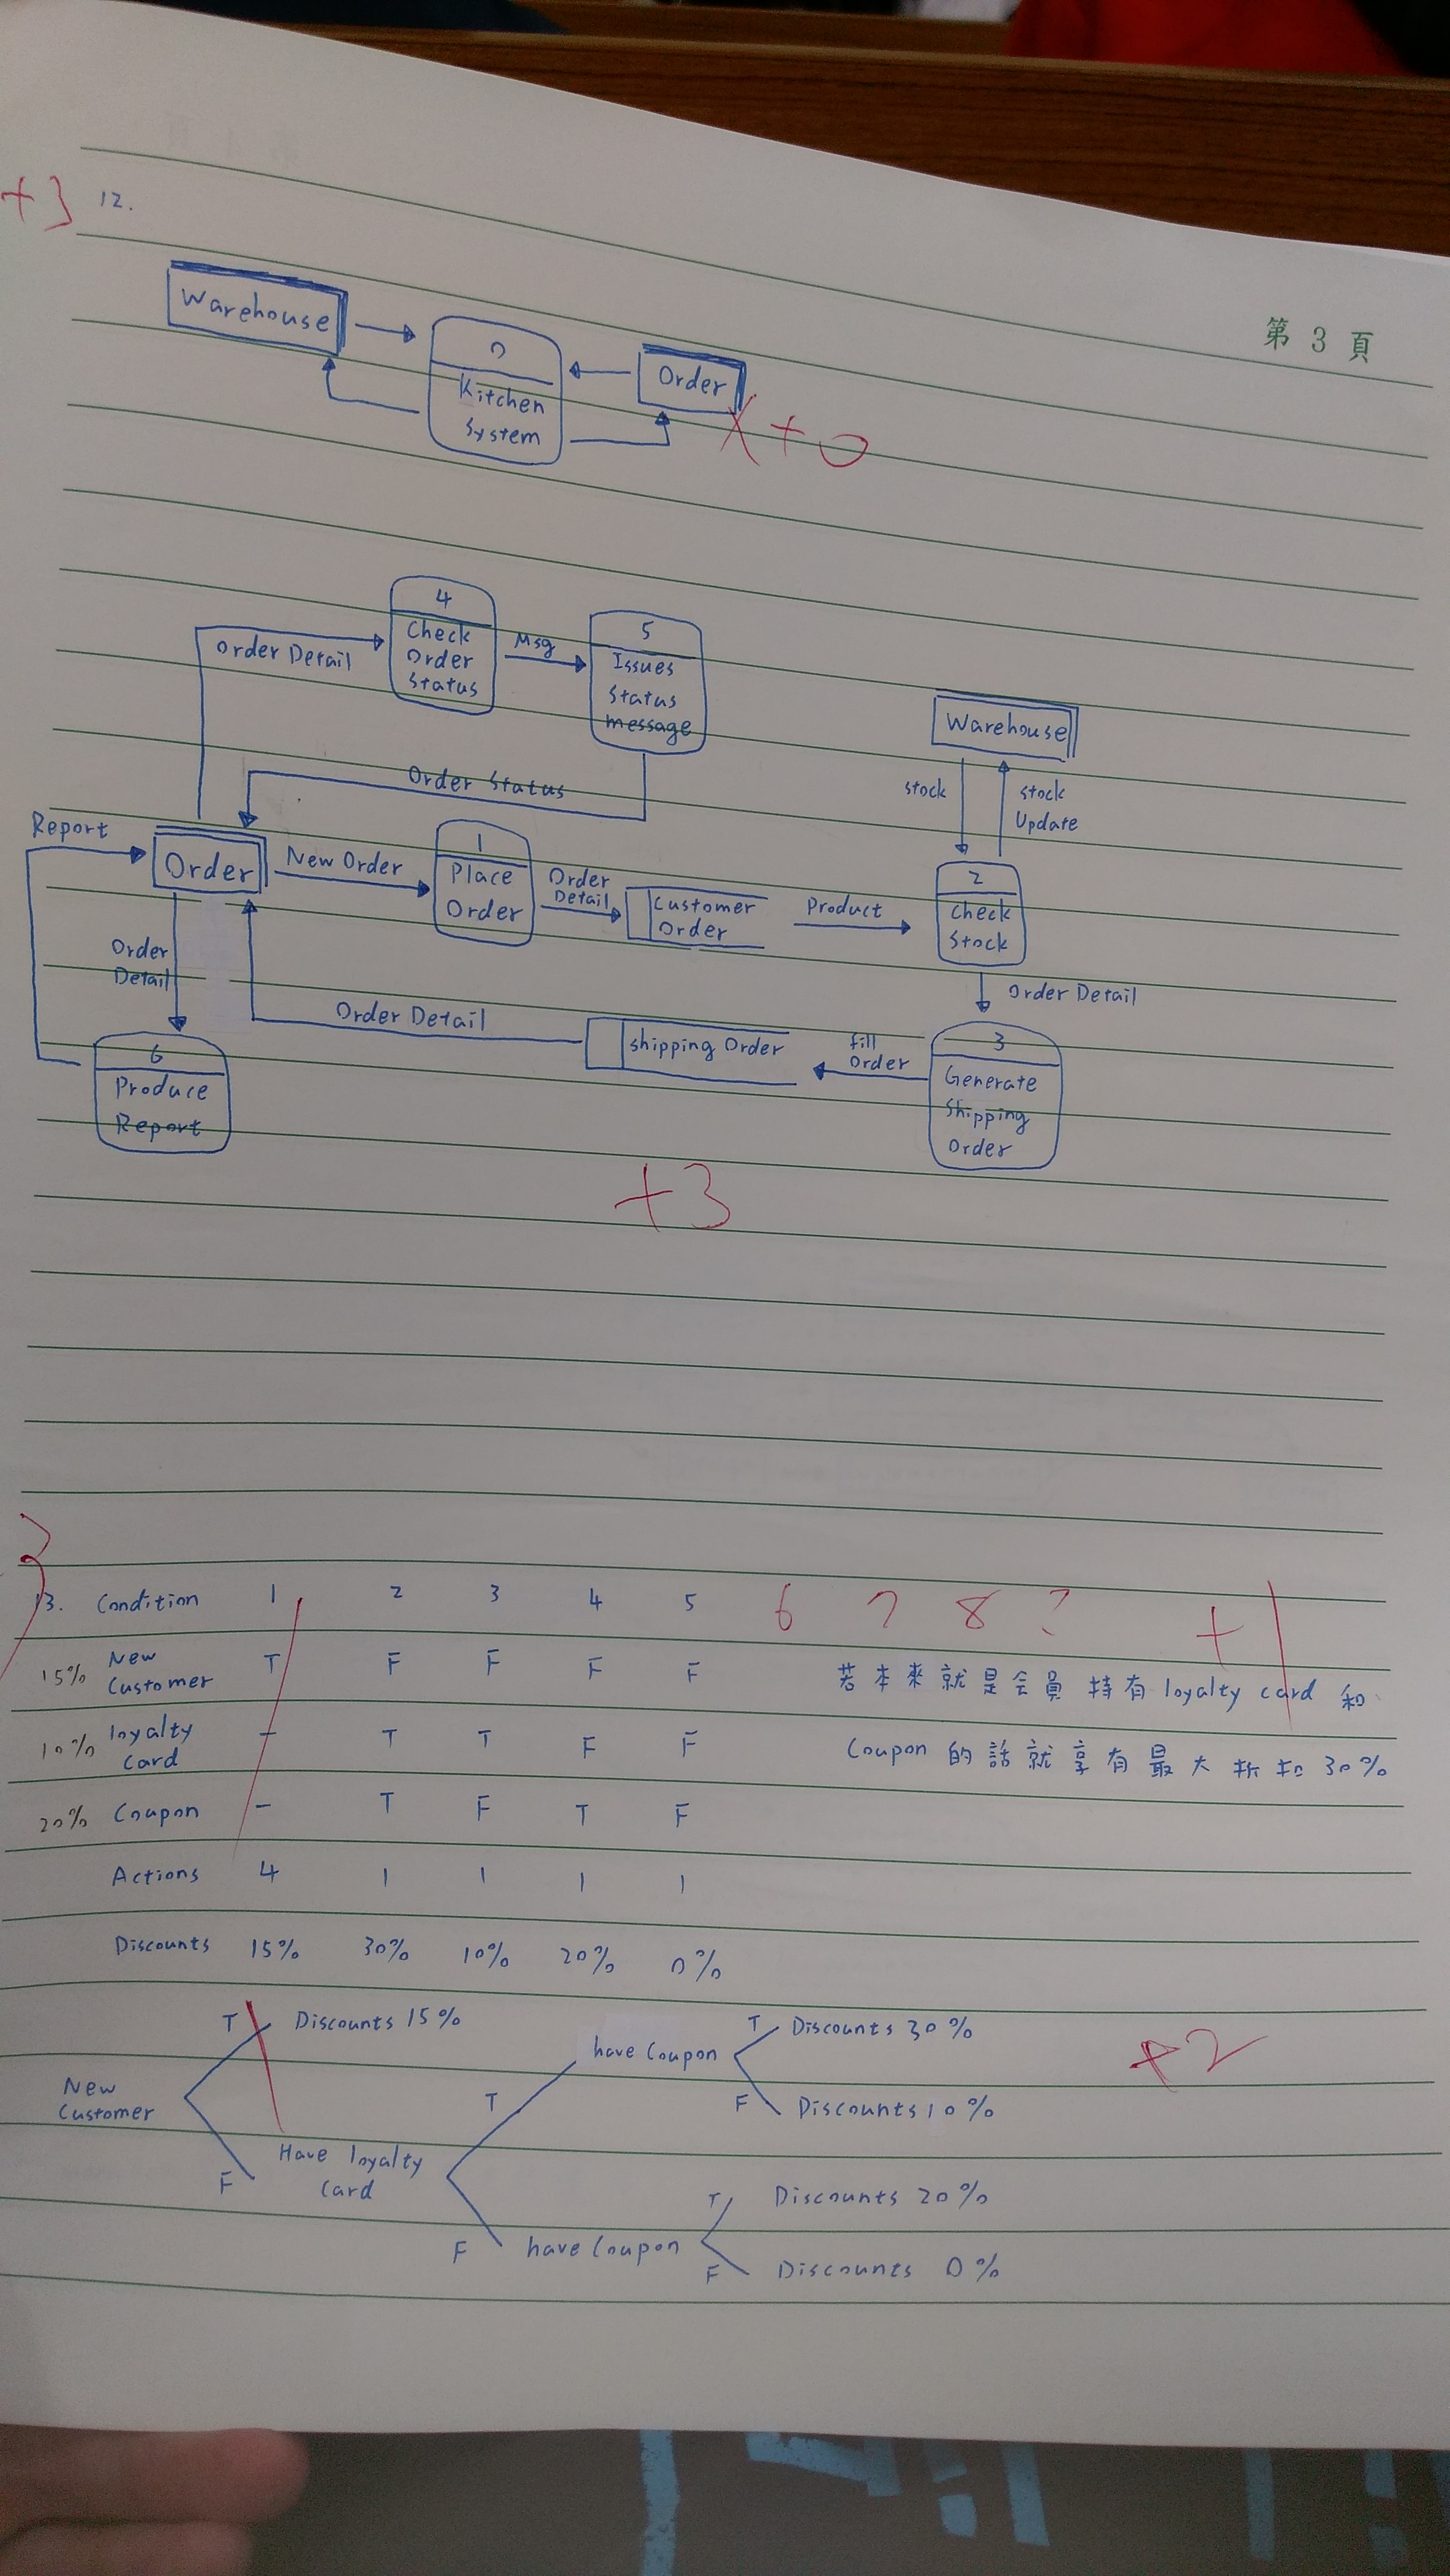 第 3 頁
+3 12.
Warehouse
0
Kitchen
System
Order
X+0
4
Check
Order
Status
Order Detail
Msg
5
Issues
Status
message
Warehouse
Order Status
stock
stock
Update
Report
Order
New Order
1
Place
Order
Order
Detail
Customer
Order
Product
2
Check
Stock
Order
Detail
Order Detail
Order Detail
shipping Order
fill
Order
3
Generate
Shipping
Order
6
Produce
Report
+3
3
13. Condition 1 2 3 4 5 6 7 8 ? +1
15% New Customer T F F F F
若本來就是会員 持有 loyalty card 和
10% loyalty card – T T F F
Coupon 的話就享有最大折扣 30%
20% Coupon – T F T F
Actions 4 1 1 1 1
Discounts 15% 30% 10% 20% 0%
New
Customer
T Discounts 15%
F Have loyalty
card
T have Coupon
T Discounts 30%
F Discounts 10%
+2
F have Coupon
T Discounts 20%
F Discounts 0%